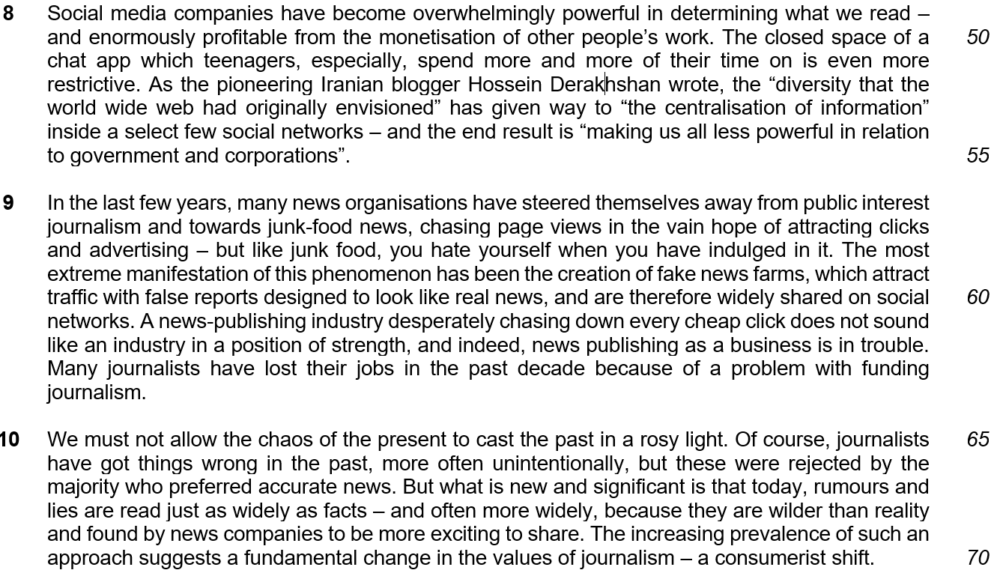 8 Social media companies have become overwhelmingly powerful in determining what we read –
and enormously profitable from the monetisation of other people’s work. The closed space of a 50
chat app which teenagers, especially, spend more and more of their time on is even more
restrictive. As the pioneering Iranian blogger Hossein Derakhshan wrote, the “diversity that the
world wide web had originally envisioned” has given way to “the centralisation of information”
inside a select few social networks – and the end result is “making us all less powerful in relation
to government and corporations”. 55
9 In the last few years, many news organisations have steered themselves away from public interest
journalism and towards junk-food news, chasing page views in the vain hope of attracting clicks
and advertising – but like junk food, you hate yourself when you have indulged in it. The most
extreme manifestation of this phenomenon has been the creation of fake news farms, which attract
traffic with false reports designed to look like real news, and are therefore widely shared on social 60
networks. A news-publishing industry desperately chasing down every cheap click does not sound
like an industry in a position of strength, and indeed, news publishing as a business is in trouble.
Many journalists have lost their jobs in the past decade because of a problem with funding
journalism.
10 We must not allow the chaos of the present to cast the past in a rosy light. Of course, journalists 65
have got things wrong in the past, more often unintentionally, but these were rejected by the
majority who preferred accurate news. But what is new and significant is that today, rumours and
lies are read just as widely as facts – and often more widely, because they are wilder than reality
and found by news companies to be more exciting to share. The increasing prevalence of such an
approach suggests a fundamental change in the values of journalism – a consumerist shift. 70